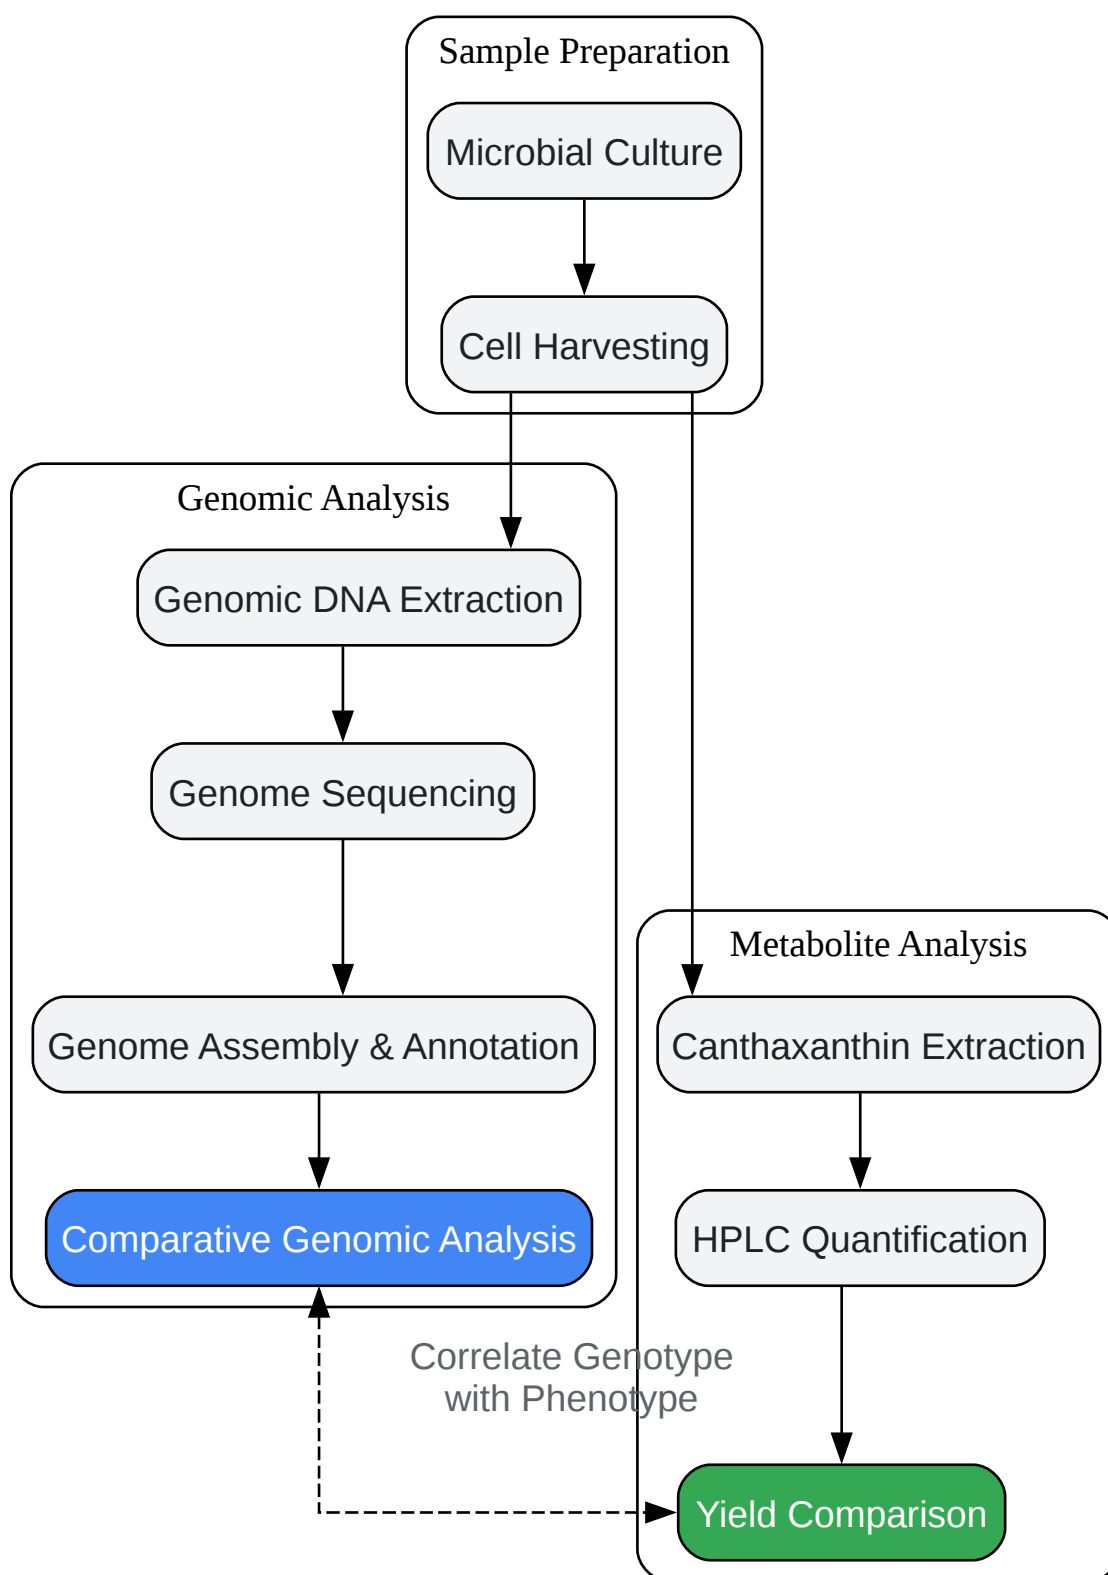 Sample Preparation
Microbial Culture
Cell Harvesting
Genomic Analysis
Genomic DNA Extraction
Genome Sequencing
Genome Assembly & Annotation
Comparative Genomic Analysis
Metabolite Analysis
Canthaxanthin Extraction
HPLC Quantification
Correlate Genotype
with Phenotype
Yield Comparison